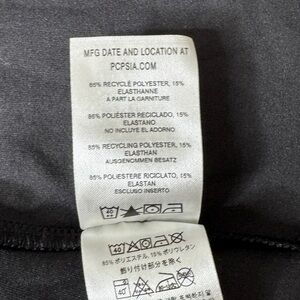 MFG DATE AND LOCATION AT
PCPSIA.COM
85% RECYCLÉ POLYESTER, 15%
ELASTHANNE
A PART LA GARNITURE
85% POLIÉSTER RECICLADO, 15%
ELASTANO
NO INCLUYE EL ADORNO
85% RECYCLING POLYESTER, 15%
ELASTHAN
AUSGENOMMEN BESATZ
85% POLIESTERE RICICLATO, 15%
ELASTAN
ESCLUSO INSERTO
40
85% ポリエステル, 15% ポリウレタン
飾り付け部分を除く
40